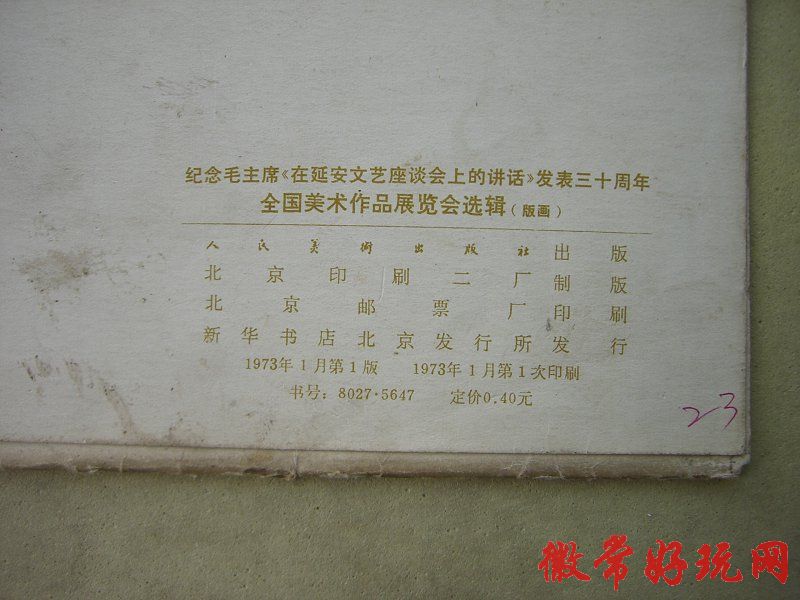 纪念毛主席《在延安文艺座谈会上的讲话》发表三十周年
全国美术作品展览会选辑(版画)
人民美術出版社出版
北京印刷二厂制版
北京邮票厂印刷
新华书店北京发行所发行
1973年1月第1版 1973年1月第1次印刷
书号:8027·5647 定价0.40元
23
徽常好玩网